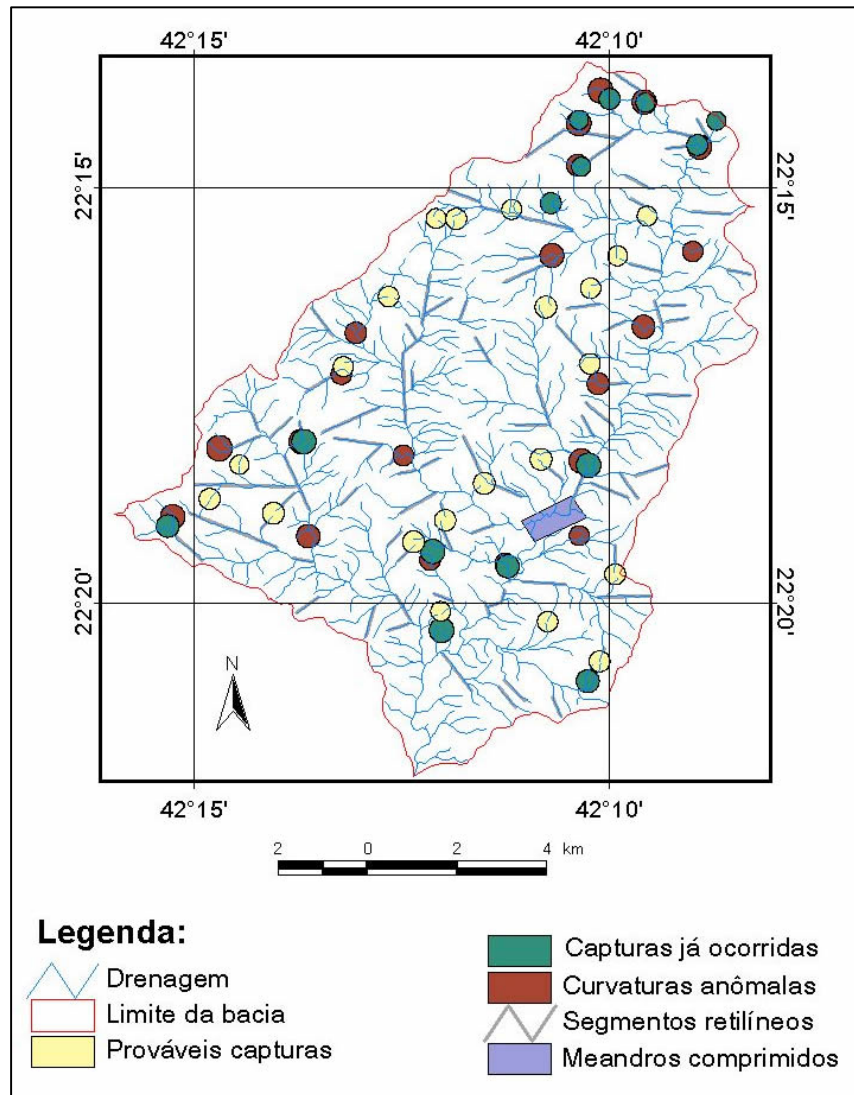 42°15' 42°10'
22°15' 22°15'
22°20' 22°20'
N
42°15' 42°10'
2 0 2 4 km
Legenda:
Drenagem
Limite da bacia
Prováveis capturas
Capturas já ocorridas
Curvaturas anômalas
Segmentos retilíneos
Meandros comprimidos